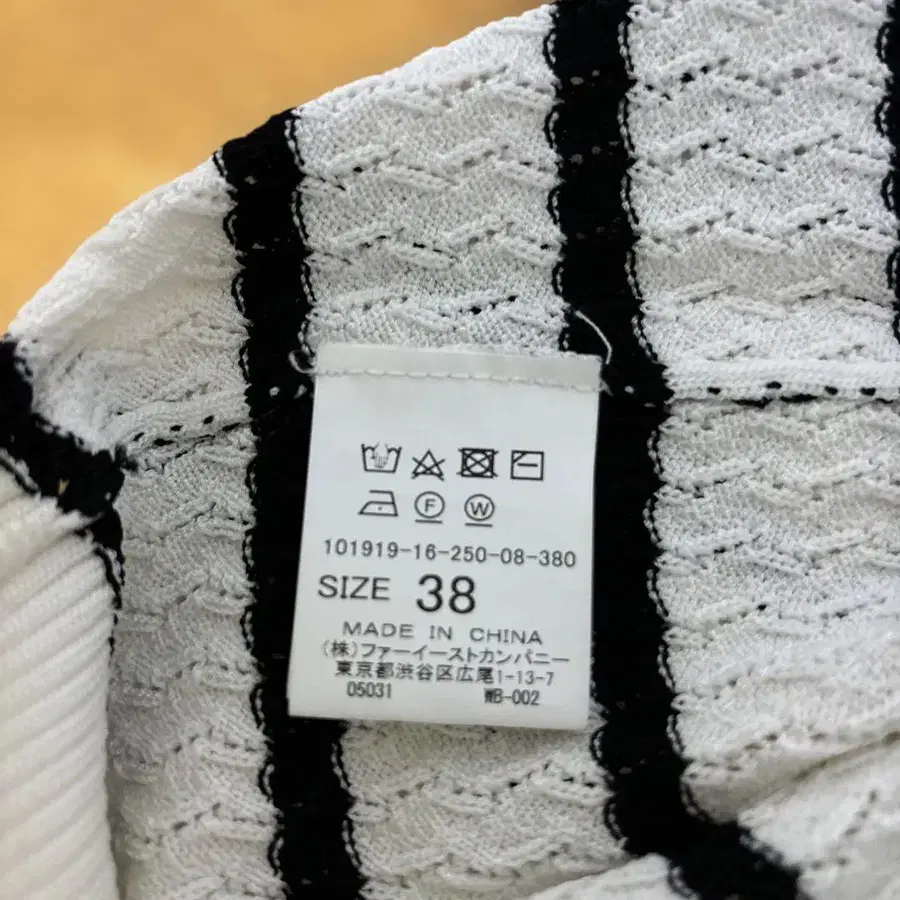 F W
101919-16-250-08-380
SIZE 38
MADE IN CHINA
(株)ファーイーストカンパニー
東京都渋谷区広尾1-13-7
05031 WB-002